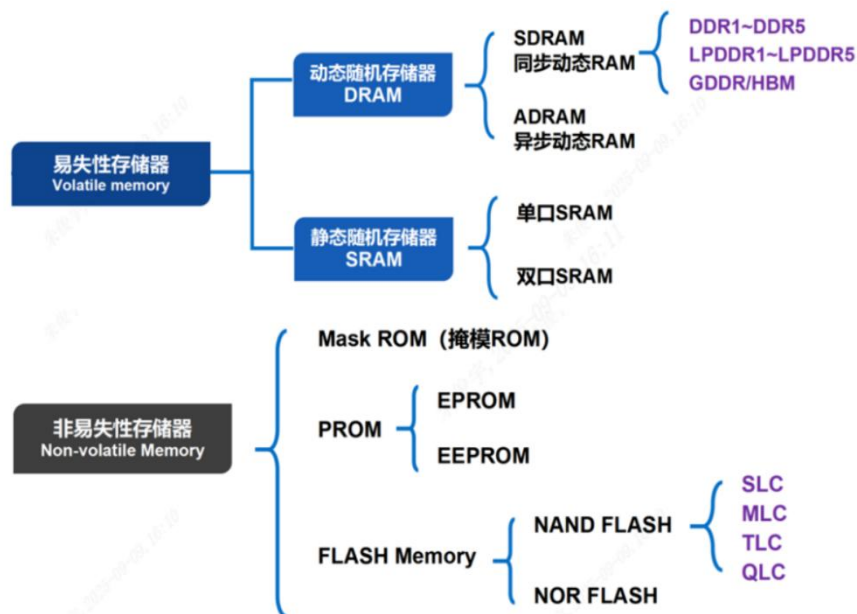 易失性存储器
Volatile memory
动态随机存储器
DRAM
SDRAM
同步动态RAM
DDR1~DDR5
LPDDR1~LPDDR5
GDDR/HBM
ADRAM
异步动态RAM
静态随机存储器
SRAM
单口SRAM
双口SRAM
非易失性存储器
Non-volatile Memory
Mask ROM（掩模ROM）
PROM
EPROM
EEPROM
FLASH Memory
NAND FLASH
SLC
MLC
TLC
QLC
NOR FLASH